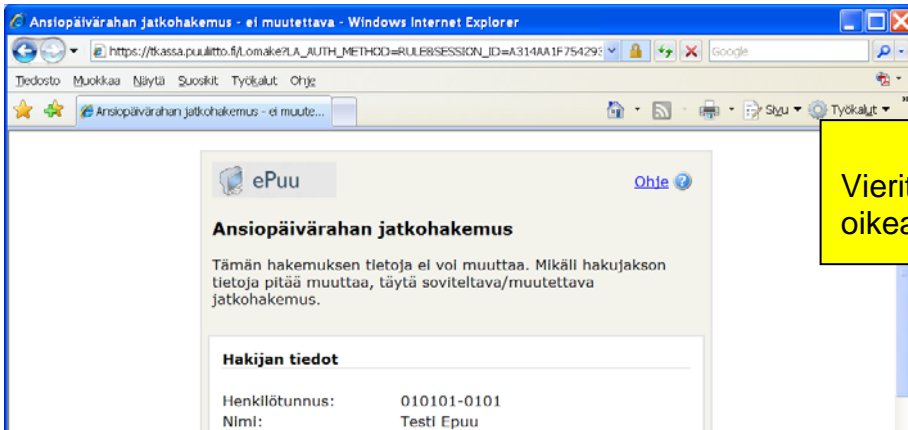 Ansiopäivärahan jatkohakemus - ei muutettava - Windows Internet Explorer
https://tkassa.puuliitto.fi/Lomake?LA_AUTH_METHOD=RULE&SESSION_ID=A314AA1F754293
Google
Tiedosto Muokkaa Näytä Suosikit Työkalut Ohje
Ansiopäivärahan jatkohakemus - ei muute...
Sivu Työkalut
ePuu
Ohje
Ansiopäivärahan jatkohakemus
Tämän hakemuksen tietoja ei voi muuttaa. Mikäli hakujakson
tietoja pitää muuttaa, täytä soviteltava/muutettava
jatkohakemus.
Hakijan tiedot
Henkilötunnus: 010101-0101
Nimi: Testi Epuu